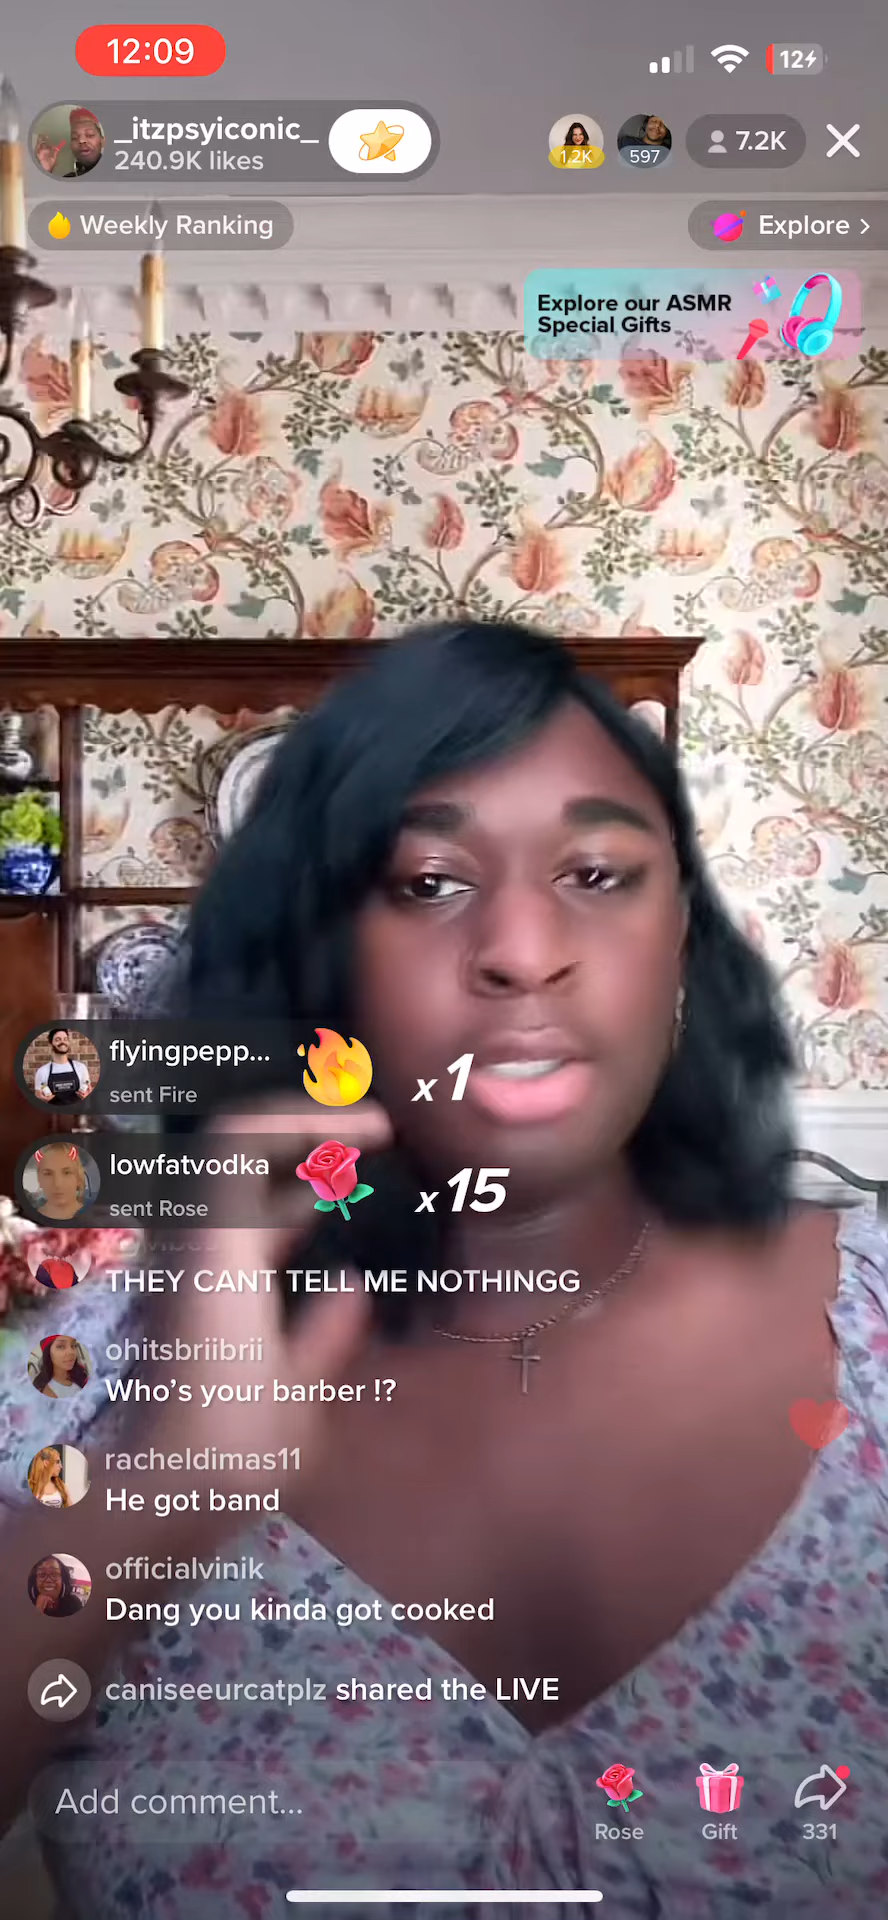 12:09
12
_itzpsyiconic_
240.9K likes
1.2K
597
7.2K
Weekly Ranking
Explore
Explore our ASMR
Special Gifts
flyingpepp...
sent Fire
x1
lowfatvodka
sent Rose
x15
THEY CANT TELL ME NOTHINGG
ohitsbriibrii
Who's your barber !?
racheldimas11
He got band
officialvinik
Dang you kinda got cooked
caniseeurcatplz shared the LIVE
Add comment...
Rose
Gift
331